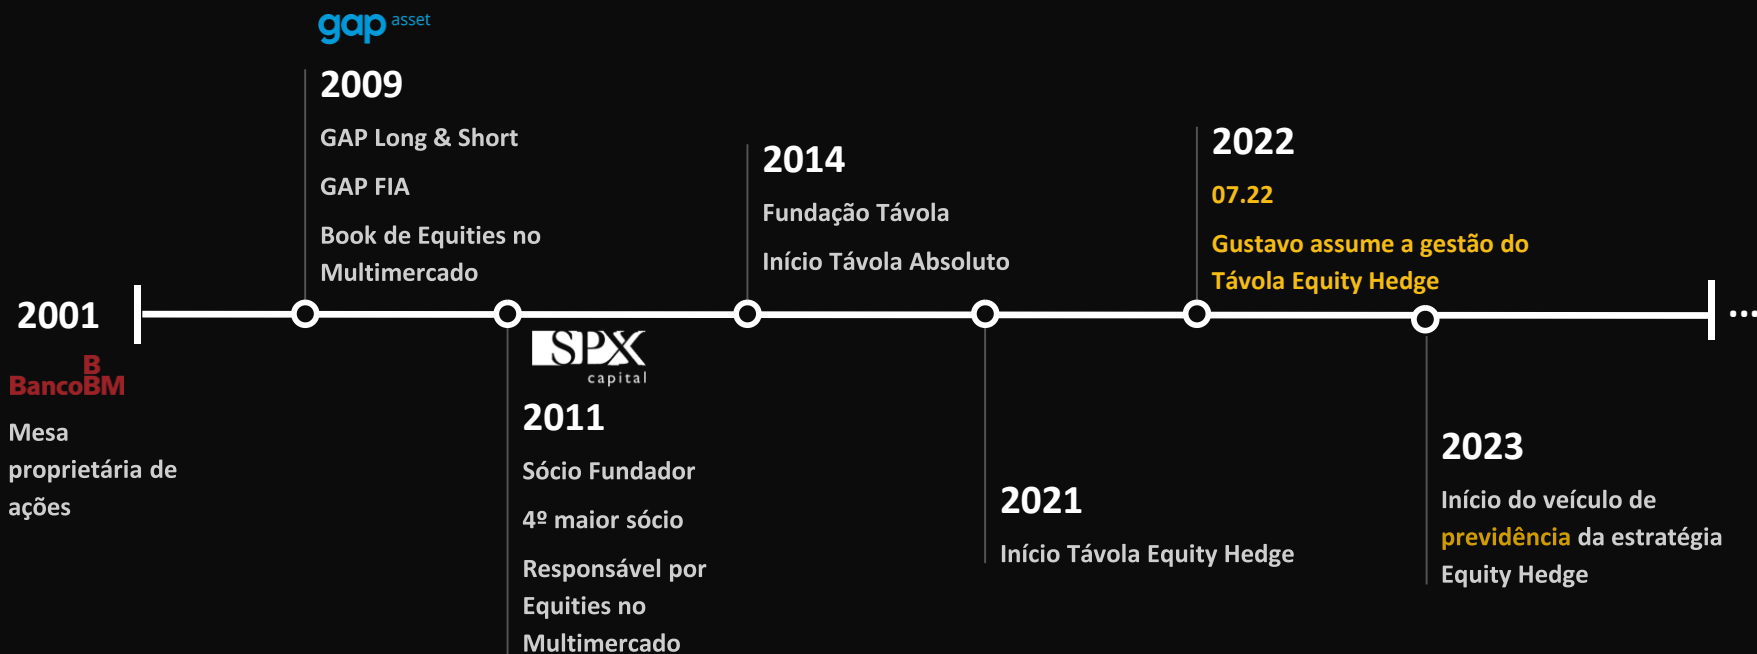 2001
B
BancoBBM
Mesa
proprietária de
ações
gap asset
2009
GAP Long & Short
GAP FIA
Book de Equities no
Multimercado
SPX
capital
2011
Sócio Fundador
4º maior sócio
Responsável por
Equities no
Multimercado
2014
Fundação Távola
Início Távola Absoluto
2021
Início Távola Equity Hedge
2022
07.22
Gustavo assume a gestão do
Távola Equity Hedge
2023
Início do veículo de
previdência da estratégia
Equity Hedge
...